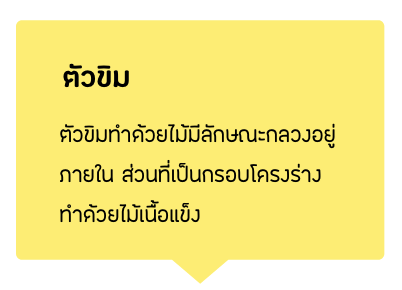 ตัวขิม
ตัวขิมทำด้วยไม้มีลักษณะกลวงอยู่
ภายใน ส่วนที่เป็นกรอบโครงร่าง
ทำด้วยไม้เนื้อแข็ง